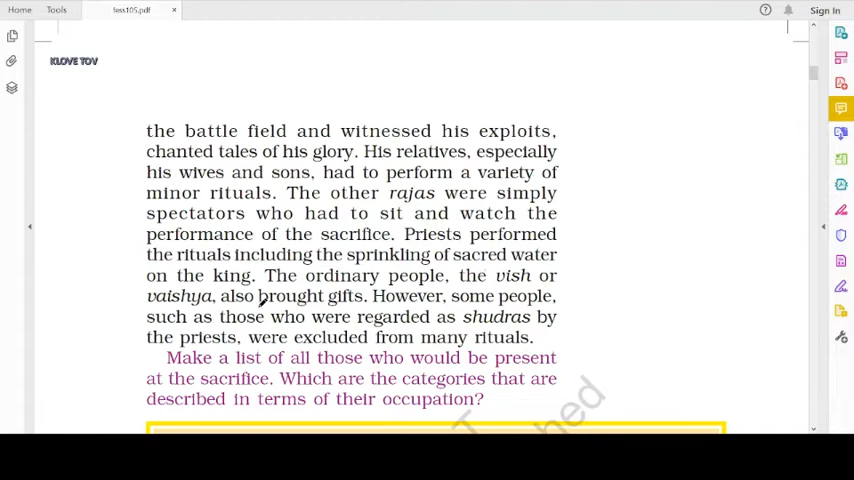 Home Tools fess105.pdf × Sign In
KLOVE TOV
the battle field and witnessed his exploits,
chanted tales of his glory. His relatives, especially
his wives and sons, had to perform a variety of
minor rituals. The other rajas were simply
spectators who had to sit and watch the
performance of the sacrifice. Priests performed
the rituals including the sprinkling of sacred water
on the king. The ordinary people, the vish or
vaishya, also brought gifts. However, some people,
such as those who were regarded as shudras by
the priests, were excluded from many rituals.
Make a list of all those who would be present
at the sacrifice. Which are the categories that are
described in terms of their occupation?